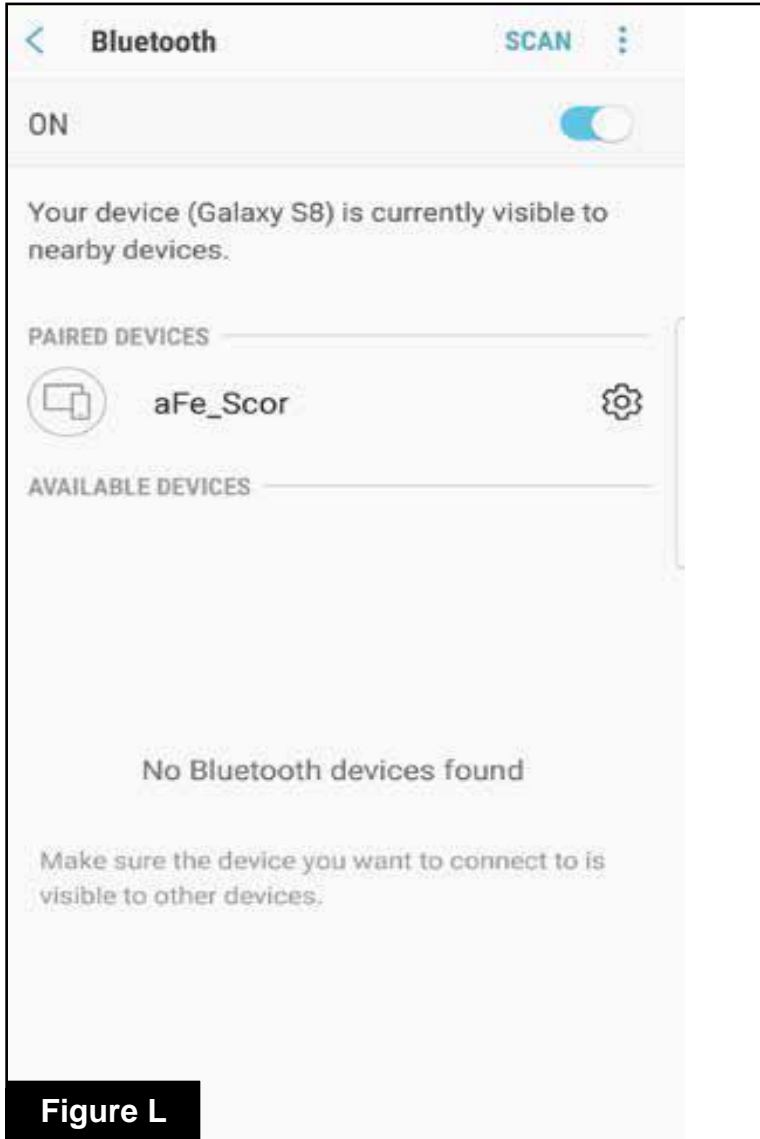 Bluetooth SCAN
ON
Your device (Galaxy S8) is currently visible to
nearby devices.
PAIRED DEVICES
aFe_Scor
AVAILABLE DEVICES
No Bluetooth devices found
Make sure the device you want to connect to is
visible to other devices.
Figure L